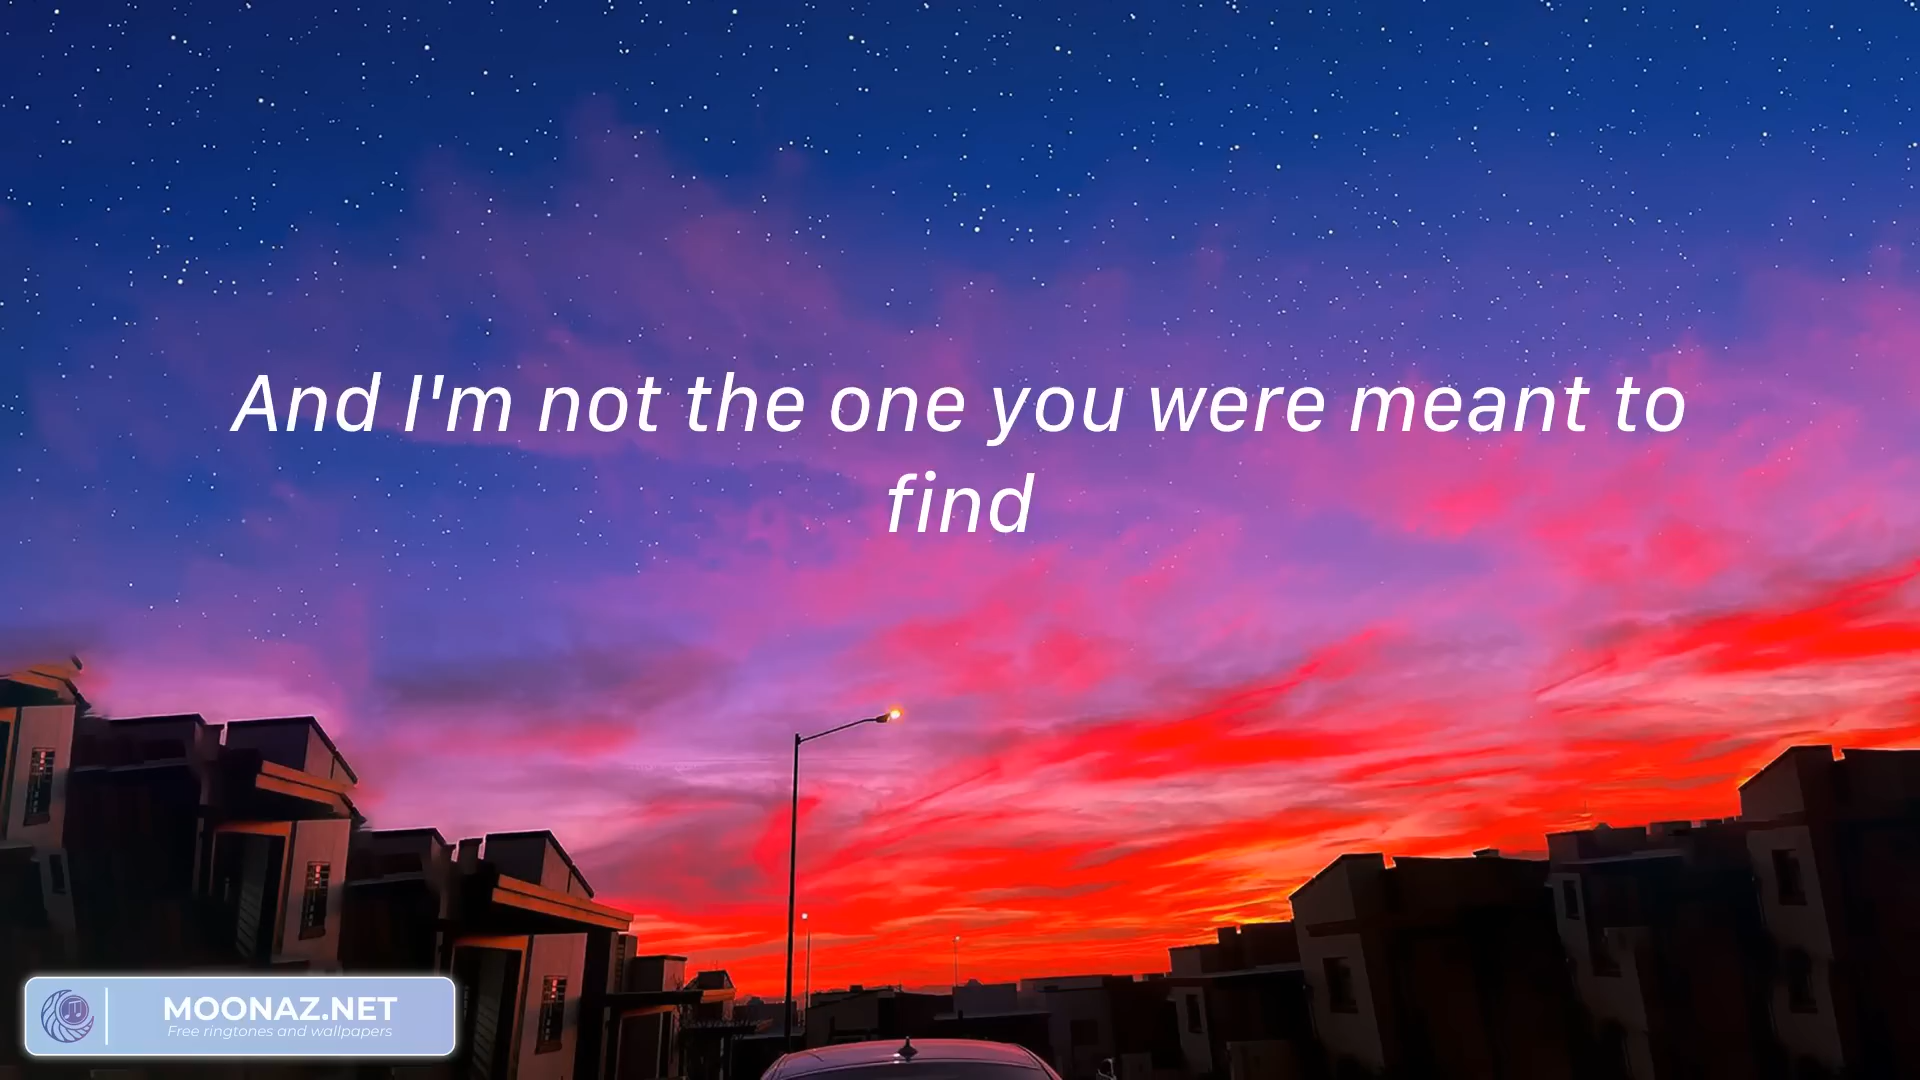 And I'm not the one you were meant to
find
MOONAZ.NET
Free ringtones and wallpapers